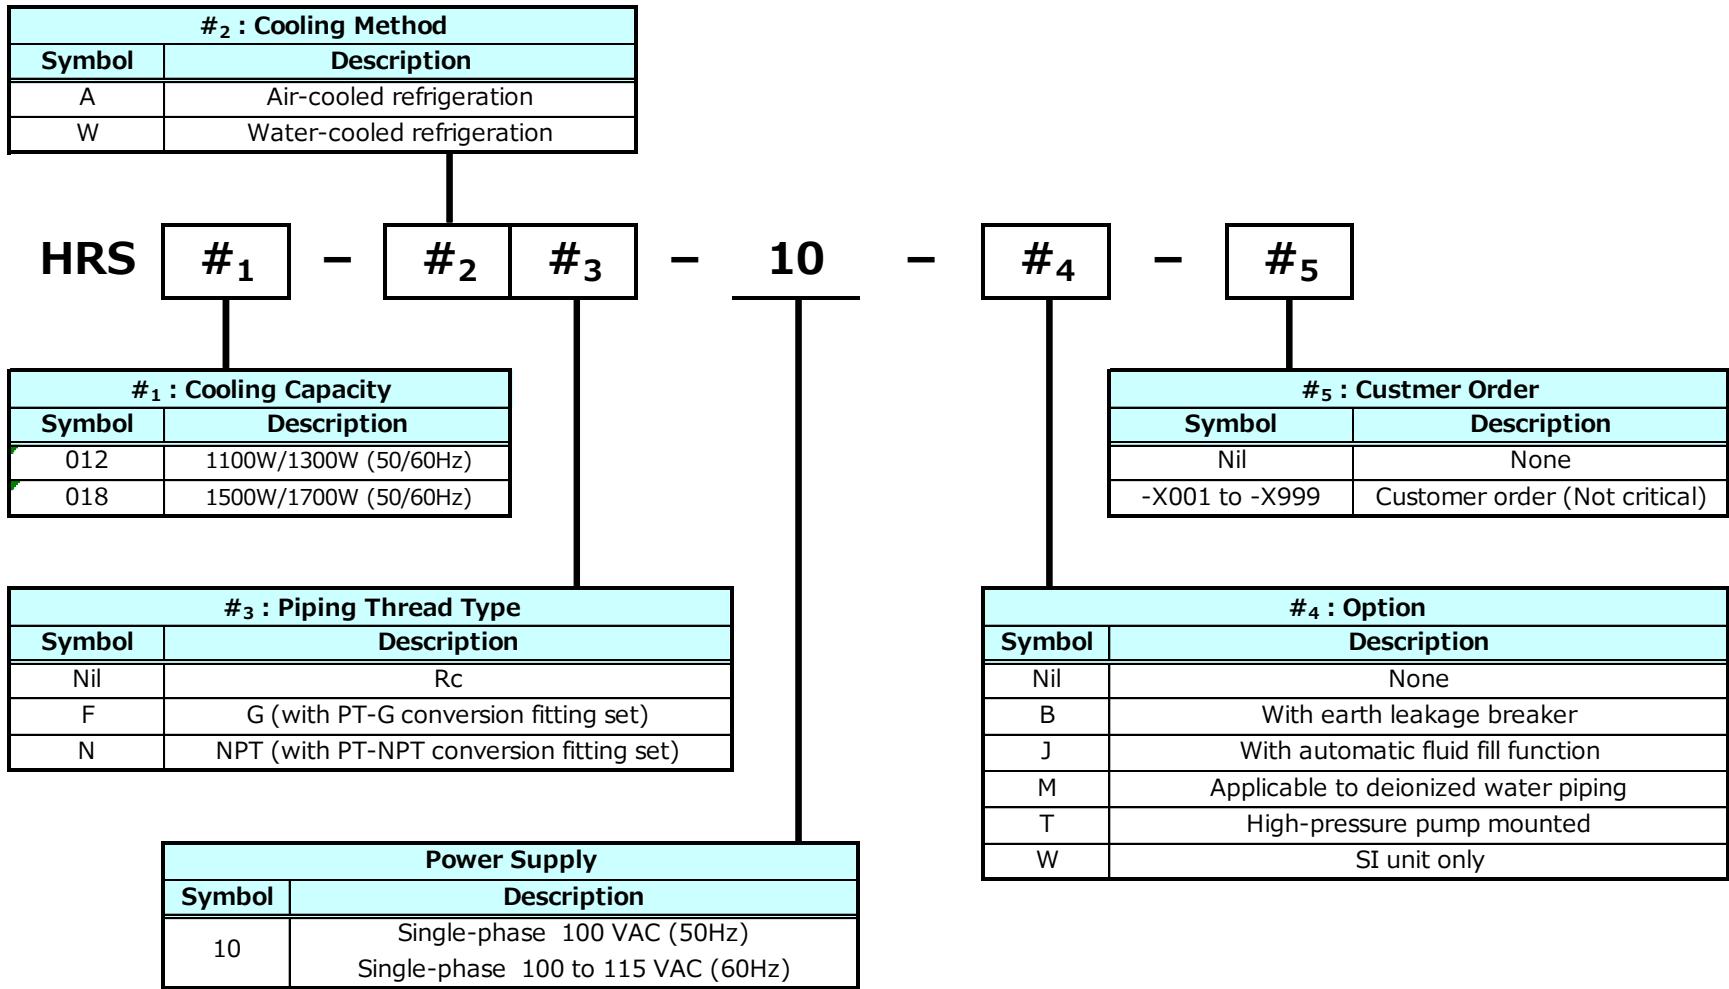 #2 : Cooling Method
Symbol Description
A Air-cooled refrigeration
W Water-cooled refrigeration
HRS #1 – #2 #3 – 10 – #4 – #5
#1 : Cooling Capacity
Symbol Description
012 1100W/1300W (50/60Hz)
018 1500W/1700W (50/60Hz)
#5 : Custmer Order
Symbol Description
Nil None
-X001 to -X999 Customer order (Not critical)
#3 : Piping Thread Type
Symbol Description
Nil Rc
F G (with PT-G conversion fitting set)
N NPT (with PT-NPT conversion fitting set)
#4 : Option
Symbol Description
Nil None
B With earth leakage breaker
J With automatic fluid fill function
M Applicable to deionized water piping
T High-pressure pump mounted
W SI unit only
Power Supply
Symbol Description
10 Single-phase 100 VAC (50Hz)
Single-phase 100 to 115 VAC (60Hz)